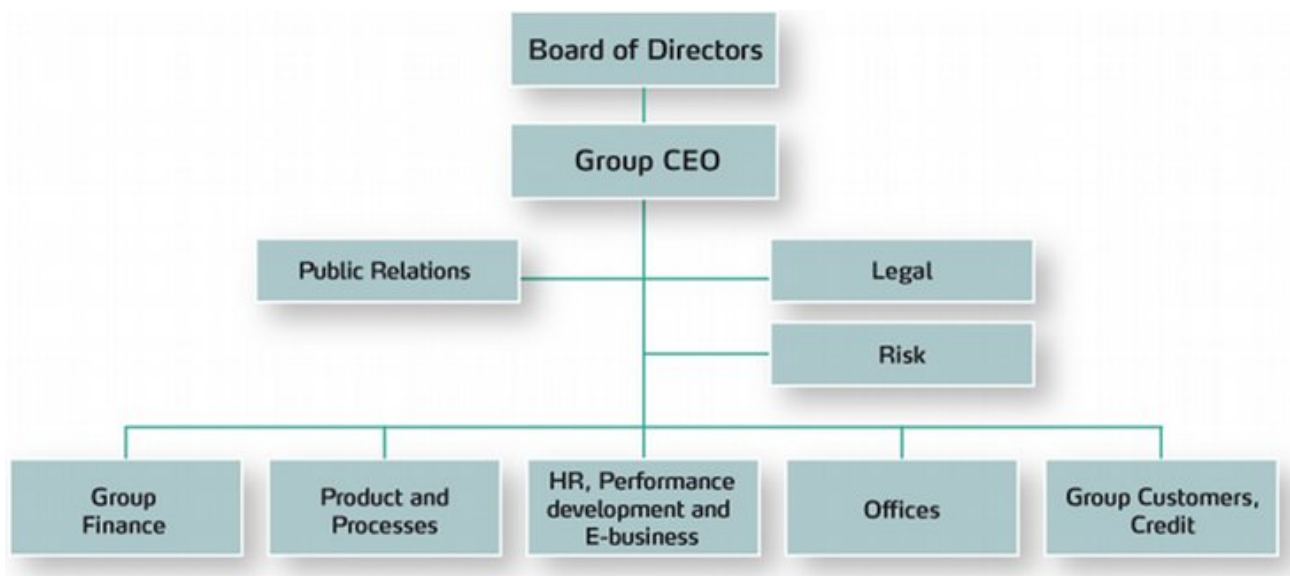 Board of Directors
Group CEO
Public Relations
Legal
Risk
Group
Finance
Product and
Processes
HR, Performance
development and
E-business
Offices
Group Customers,
Credit